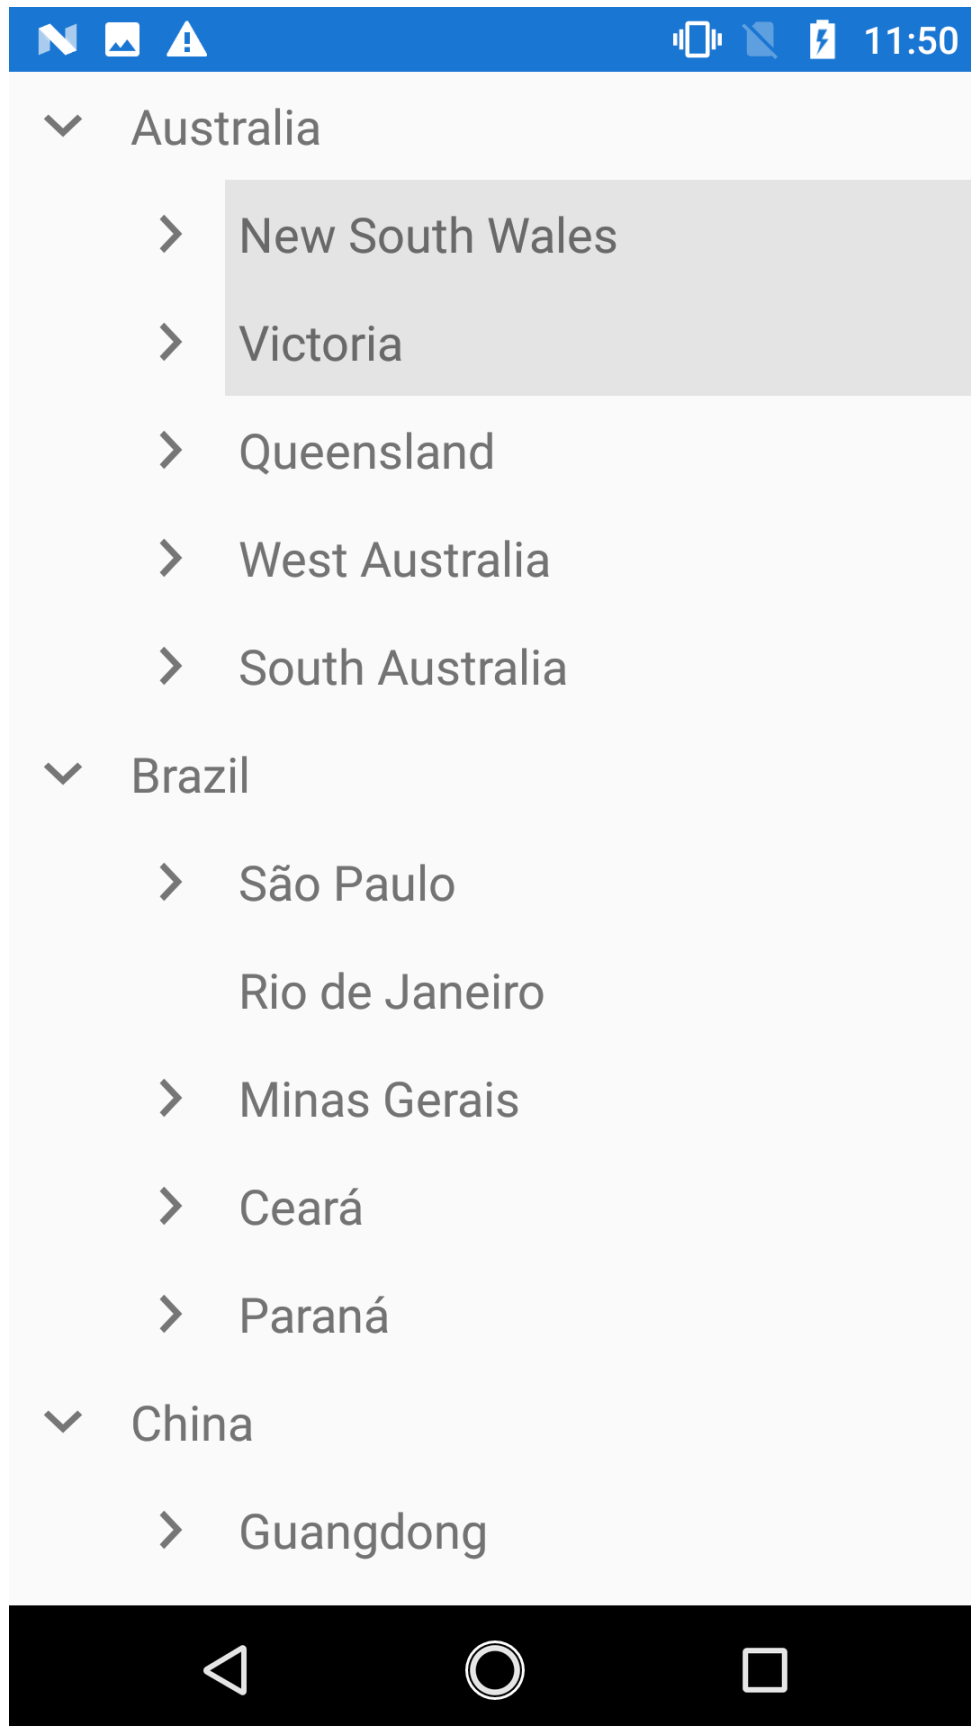 11:50
Australia
New South Wales
Victoria
Queensland
West Australia
South Australia
Brazil
São Paulo
Rio de Janeiro
Minas Gerais
Ceará
Paraná
China
Guangdong